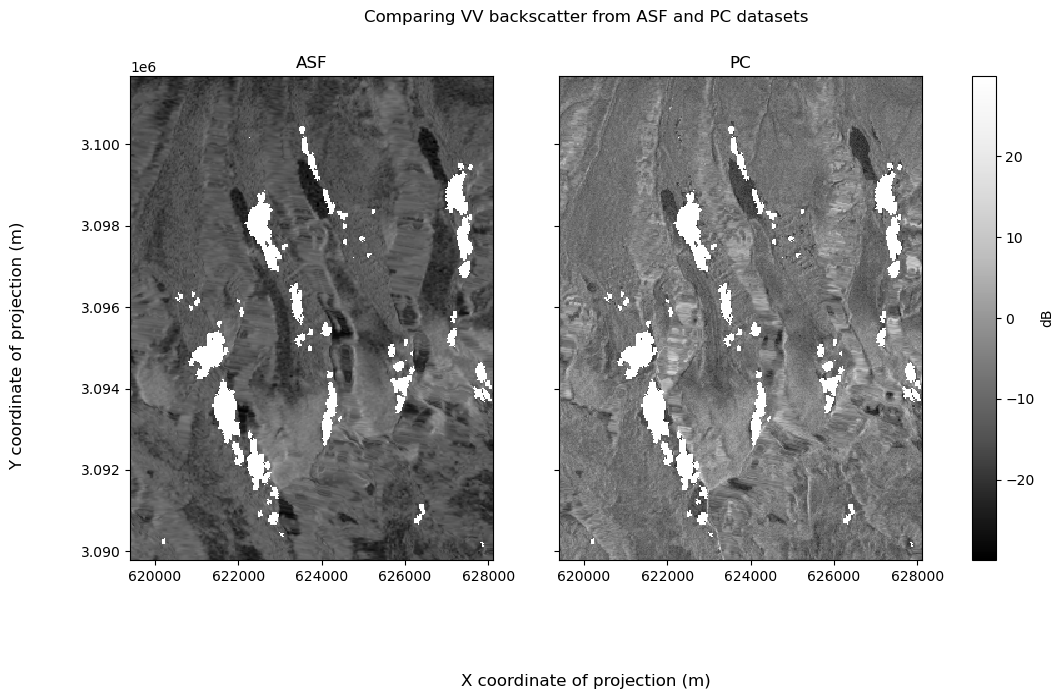 Comparing VV backscatter from ASF and PC datasets
ASF
PC
1e6
3.100
3.098
3.096
3.094
3.092
3.090
Y coordinate of projection (m)
620000 622000 624000 626000 628000
620000 622000 624000 626000 628000
20
10
0
−10
−20
dB
X coordinate of projection (m)